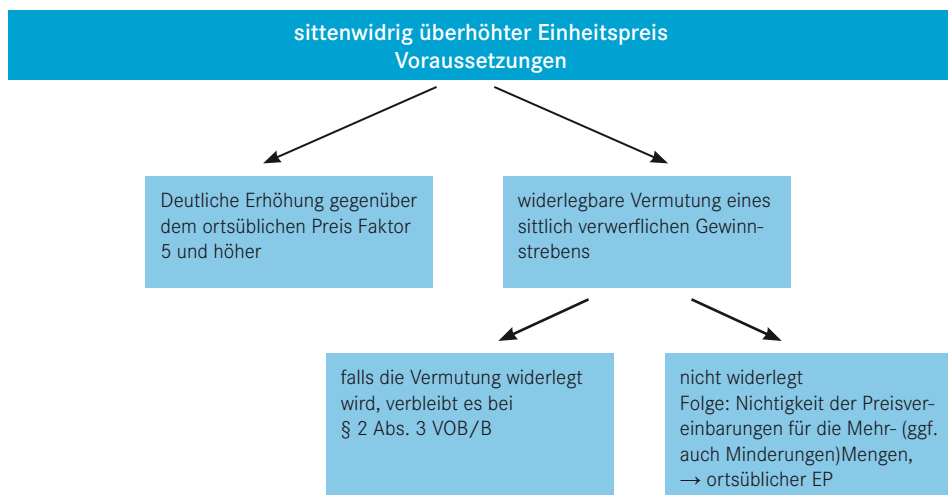 sittenwidrig überhöhter Einheitspreis
Voraussetzungen
Deutliche Erhöhung gegenüber
dem ortsüblichen Preis Faktor
5 und höher
widerlegbare Vermutung eines
sittlich verwerflichen Gewinn-
strebens
falls die Vermutung widerlegt
wird, verbleibt es bei
§ 2 Abs. 3 VOB/B
nicht widerlegt
Folge: Nichtigkeit der Preisver-
einbarungen für die Mehr- (ggf.
auch Minderungen)Mengen,
→ ortsüblicher EP